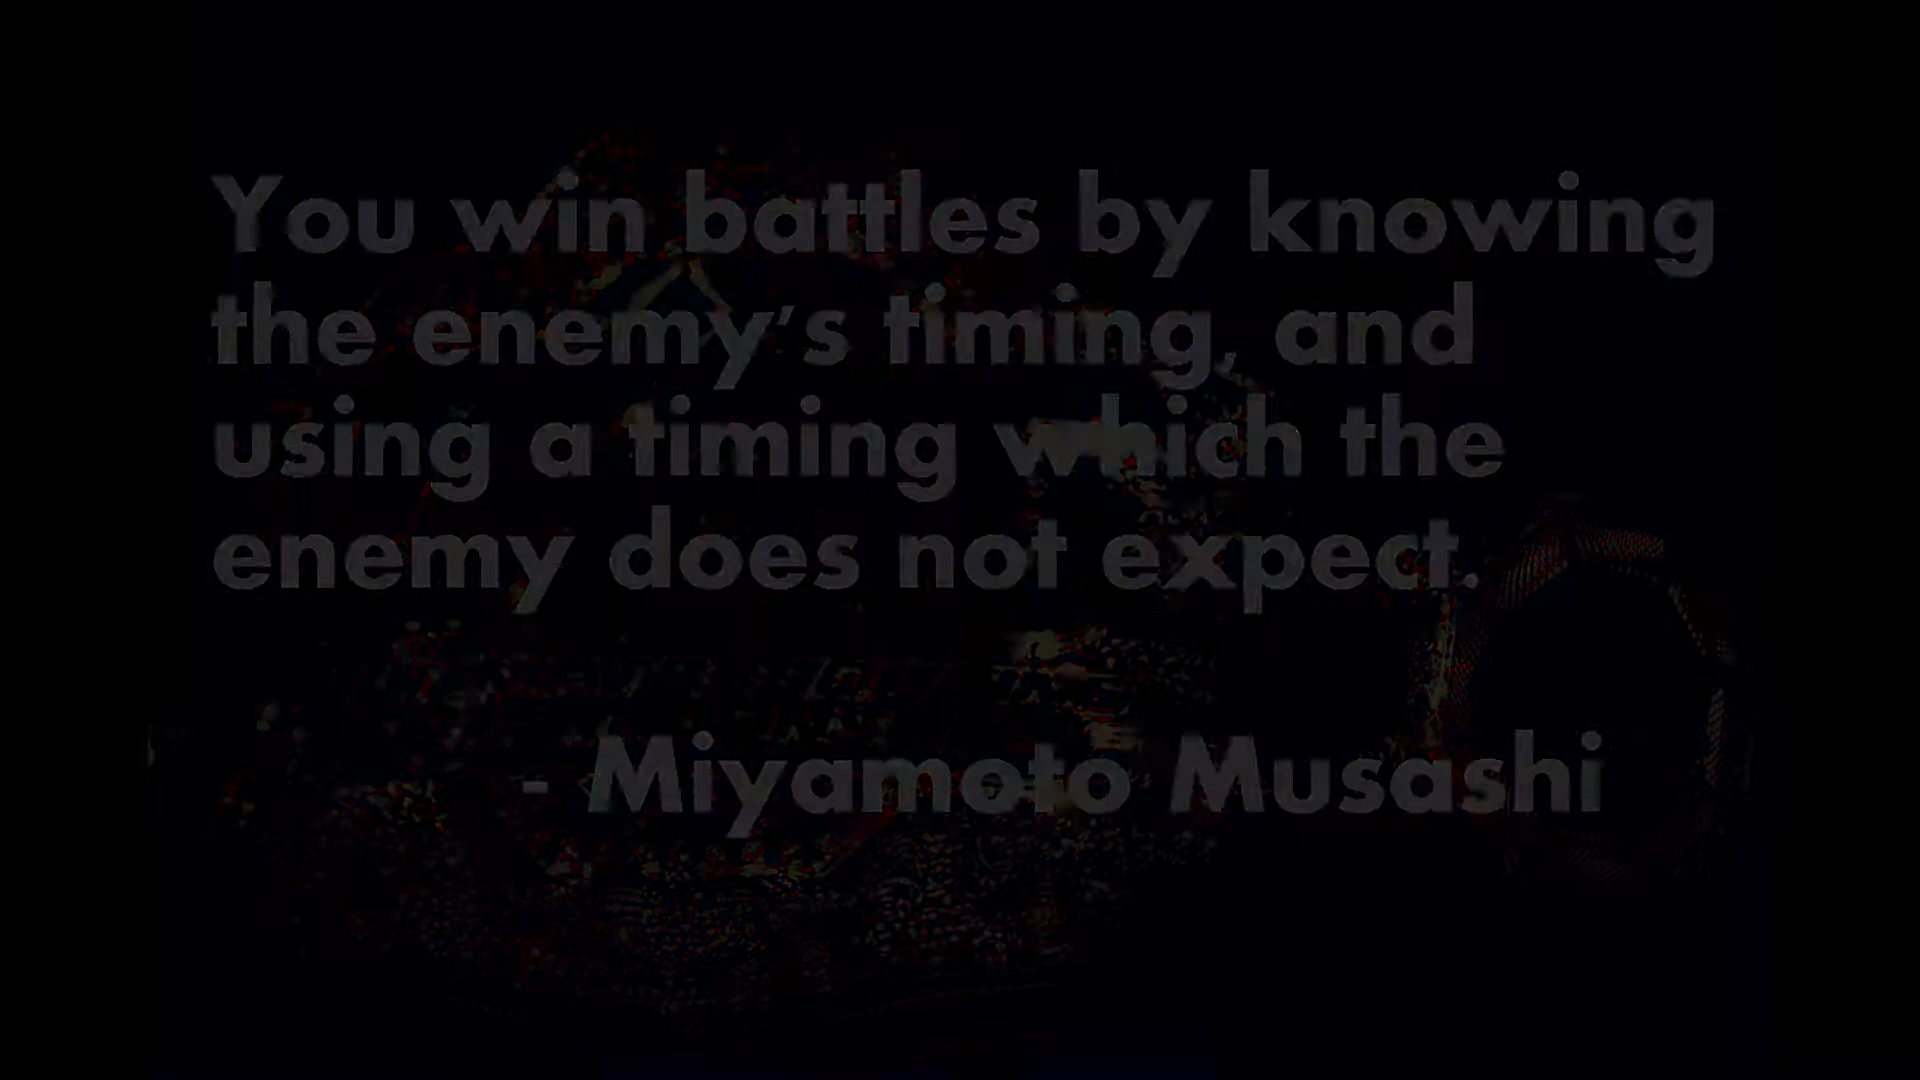 You win battles by knowing
the enemy's timing, and
using a timing which the
enemy does not expect.
- Miyamoto Musashi